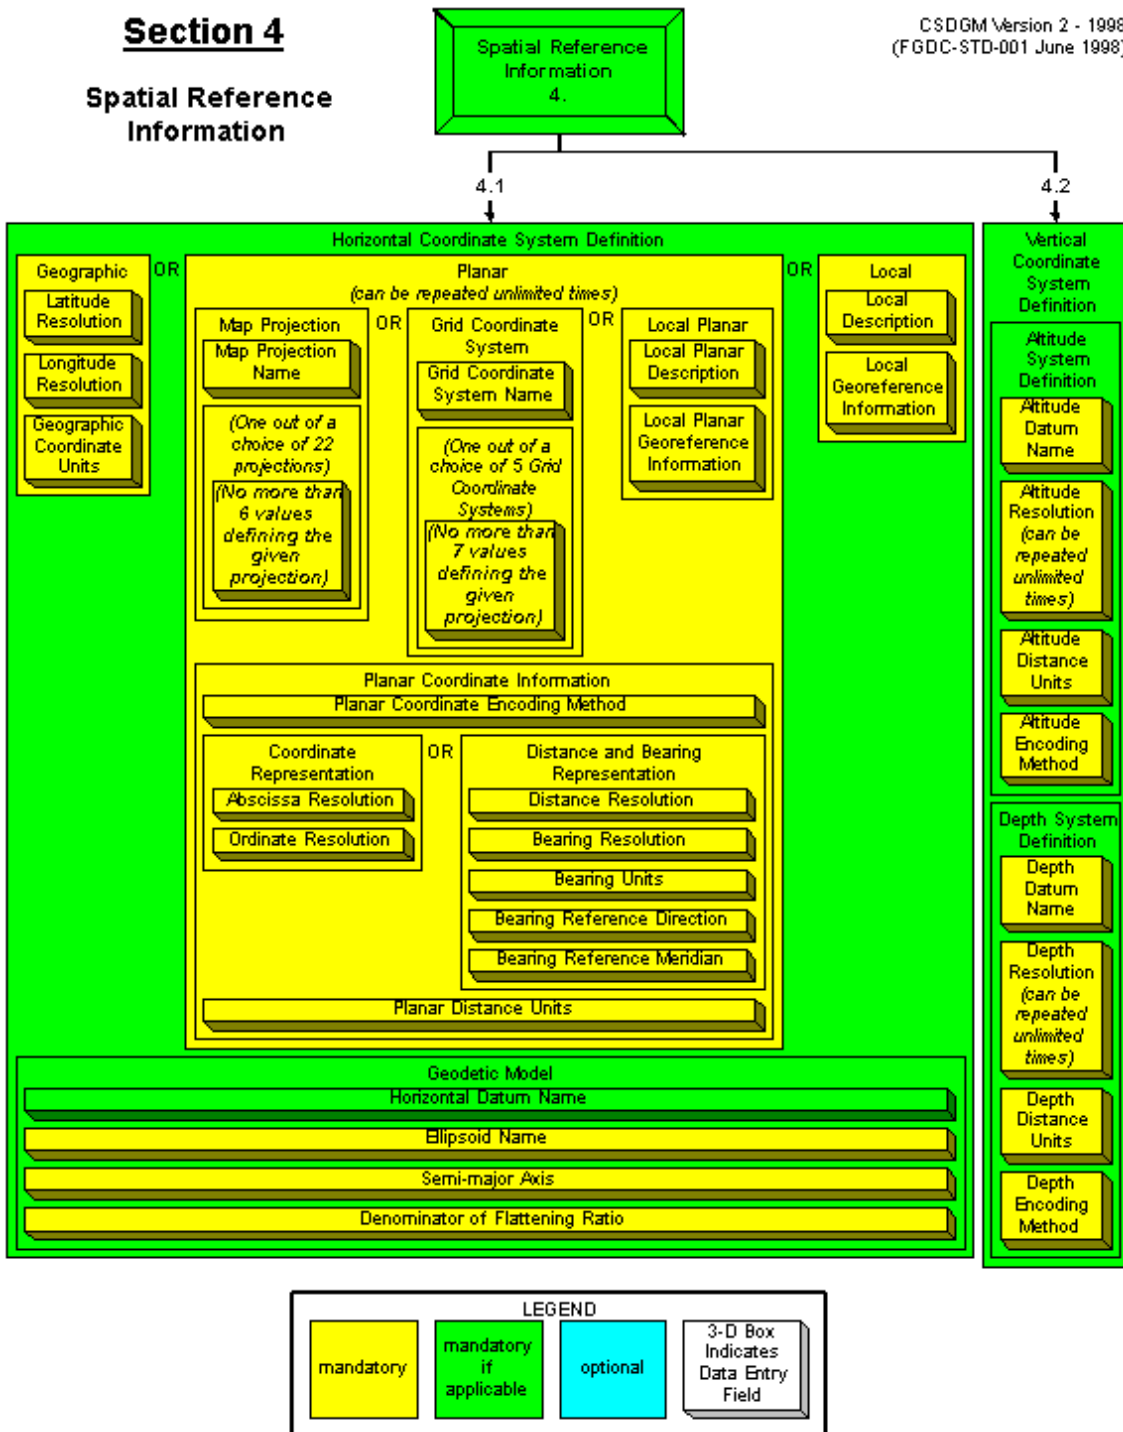 Section 4
Spatial Reference
Information
Spatial Reference
Information
4.
CSDGM Version 2 - 1998
(FGDC-STD-001 June 1998)
4.1
4.2
Horizontal Coordinate System Definition
Geographic
Latitude
Resolution
Longitude
Resolution
Geographic
Coordinate
Units
OR
Planar
(can be repeated unlimited times)
Map Projection
Map Projection
Name
(One out of a
choice of 22
projections)
(No more than
6 values
defining the
given
projection)
OR
Grid Coordinate
System
Grid Coordinate
System Name
(One out of a
choice of 5 Grid
Coordinate
Systems)
(No more than
7 values
defining the
given
projection)
OR
Local Planar
Local Planar
Description
Local Planar
Georeference
Information
Planar Coordinate Information
Planar Coordinate Encoding Method
Coordinate
Representation
Abscissa Resolution
Ordinate Resolution
OR
Distance and Bearing
Representation
Distance Resolution
Bearing Resolution
Bearing Units
Bearing Reference Direction
Bearing Reference Meridian
Planar Distance Units
OR
Local
Local
Description
Local
Georeference
Information
Geodetic Model
Horizontal Datum Name
Ellipsoid Name
Semi-major Axis
Denominator of Flattening Ratio
Vertical
Coordinate
System
Definition
Altitude
System
Definition
Altitude
Datum
Name
Altitude
Resolution
(can be
repeated
unlimited
times)
Altitude
Distance
Units
Altitude
Encoding
Method
Depth System
Definition
Depth
Datum
Name
Depth
Resolution
(can be
repeated
unlimited
times)
Depth
Distance
Units
Depth
Encoding
Method
LEGEND
mandatory
mandatory
if
applicable
optional
3-D Box
Indicates
Data Entry
Field